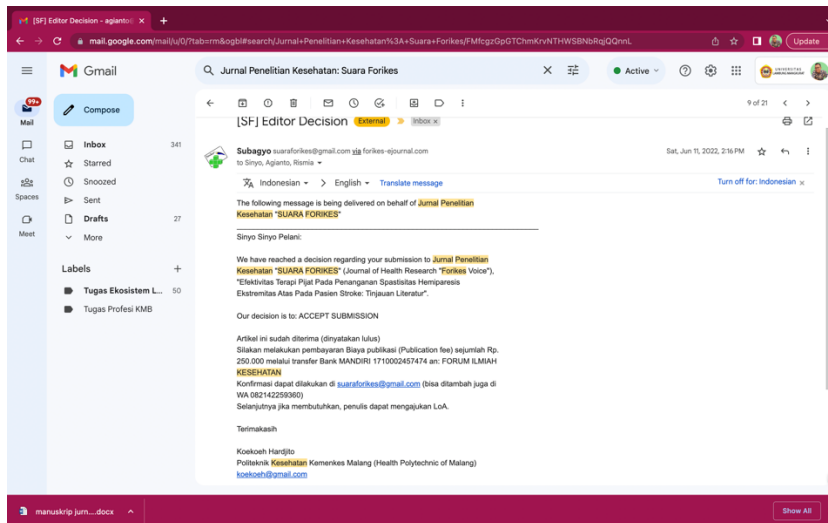 [SF] Editor Decision - agianto
mail.google.com/mail/u/0/?tab=rm&ogbl#search/Jurnal+Penelitian+Kesehatan%3A+Suara+Forikes/FMfcgzGpGTChmKrvNTHWSBNbRqjQQnnL
Update
Gmail
Jurnal Penelitian Kesehatan: Suara Forikes
Active
UNIVERSITAS
99+
Mail
Chat
Spaces
Meet
Compose
Inbox 341
Starred
Snoozed
Sent
Drafts 27
More
Labels
Tugas Ekosistem L... 50
Tugas Profesi KMB
9 of 21
[SF] Editor Decision External Inbox x
Subagyo suaraforikes@gmail.com via forikes-ejournal.com
Sat, Jun 11, 2022, 2:16 PM
to Sinyo, Agianto, Rismia
Indonesian > English Translate message
Turn off for: Indonesian x
The following message is being delivered on behalf of Jurnal Penelitian
Kesehatan "SUARA FORIKES"
Sinyo Sinyo Pelani:
We have reached a decision regarding your submission to Jurnal Penelitian
Kesehatan "SUARA FORIKES" (Journal of Health Research "Forikes Voice"),
"Efektivitas Terapi Pijat Pada Penanganan Spastisitas Hemiparesis
Ekstremitas Atas Pada Pasien Stroke: Tinjauan Literatur".
Our decision is to: ACCEPT SUBMISSION
Artikel ini sudah diterima (dinyatakan lulus)
Silakan melakukan pembayaran Biaya publikasi (Publication fee) sejumlah Rp.
250.000 melalui transfer Bank MANDIRI 1710002457474 an: FORUM ILMIAH
KESEHATAN
Konfirmasi dapat dilakukan di suaraforikes@gmail.com (bisa ditambah juga di
WA 082142259360)
Selanjutnya jika membutuhkan, penulis dapat mengajukan LoA.
Terimakasih
Koekoeh Hardjito
Politeknik Kesehatan Kemenkes Malang (Health Polytechnic of Malang)
koekoeh@gmail.com
manuskrip jurn....docx
Show All